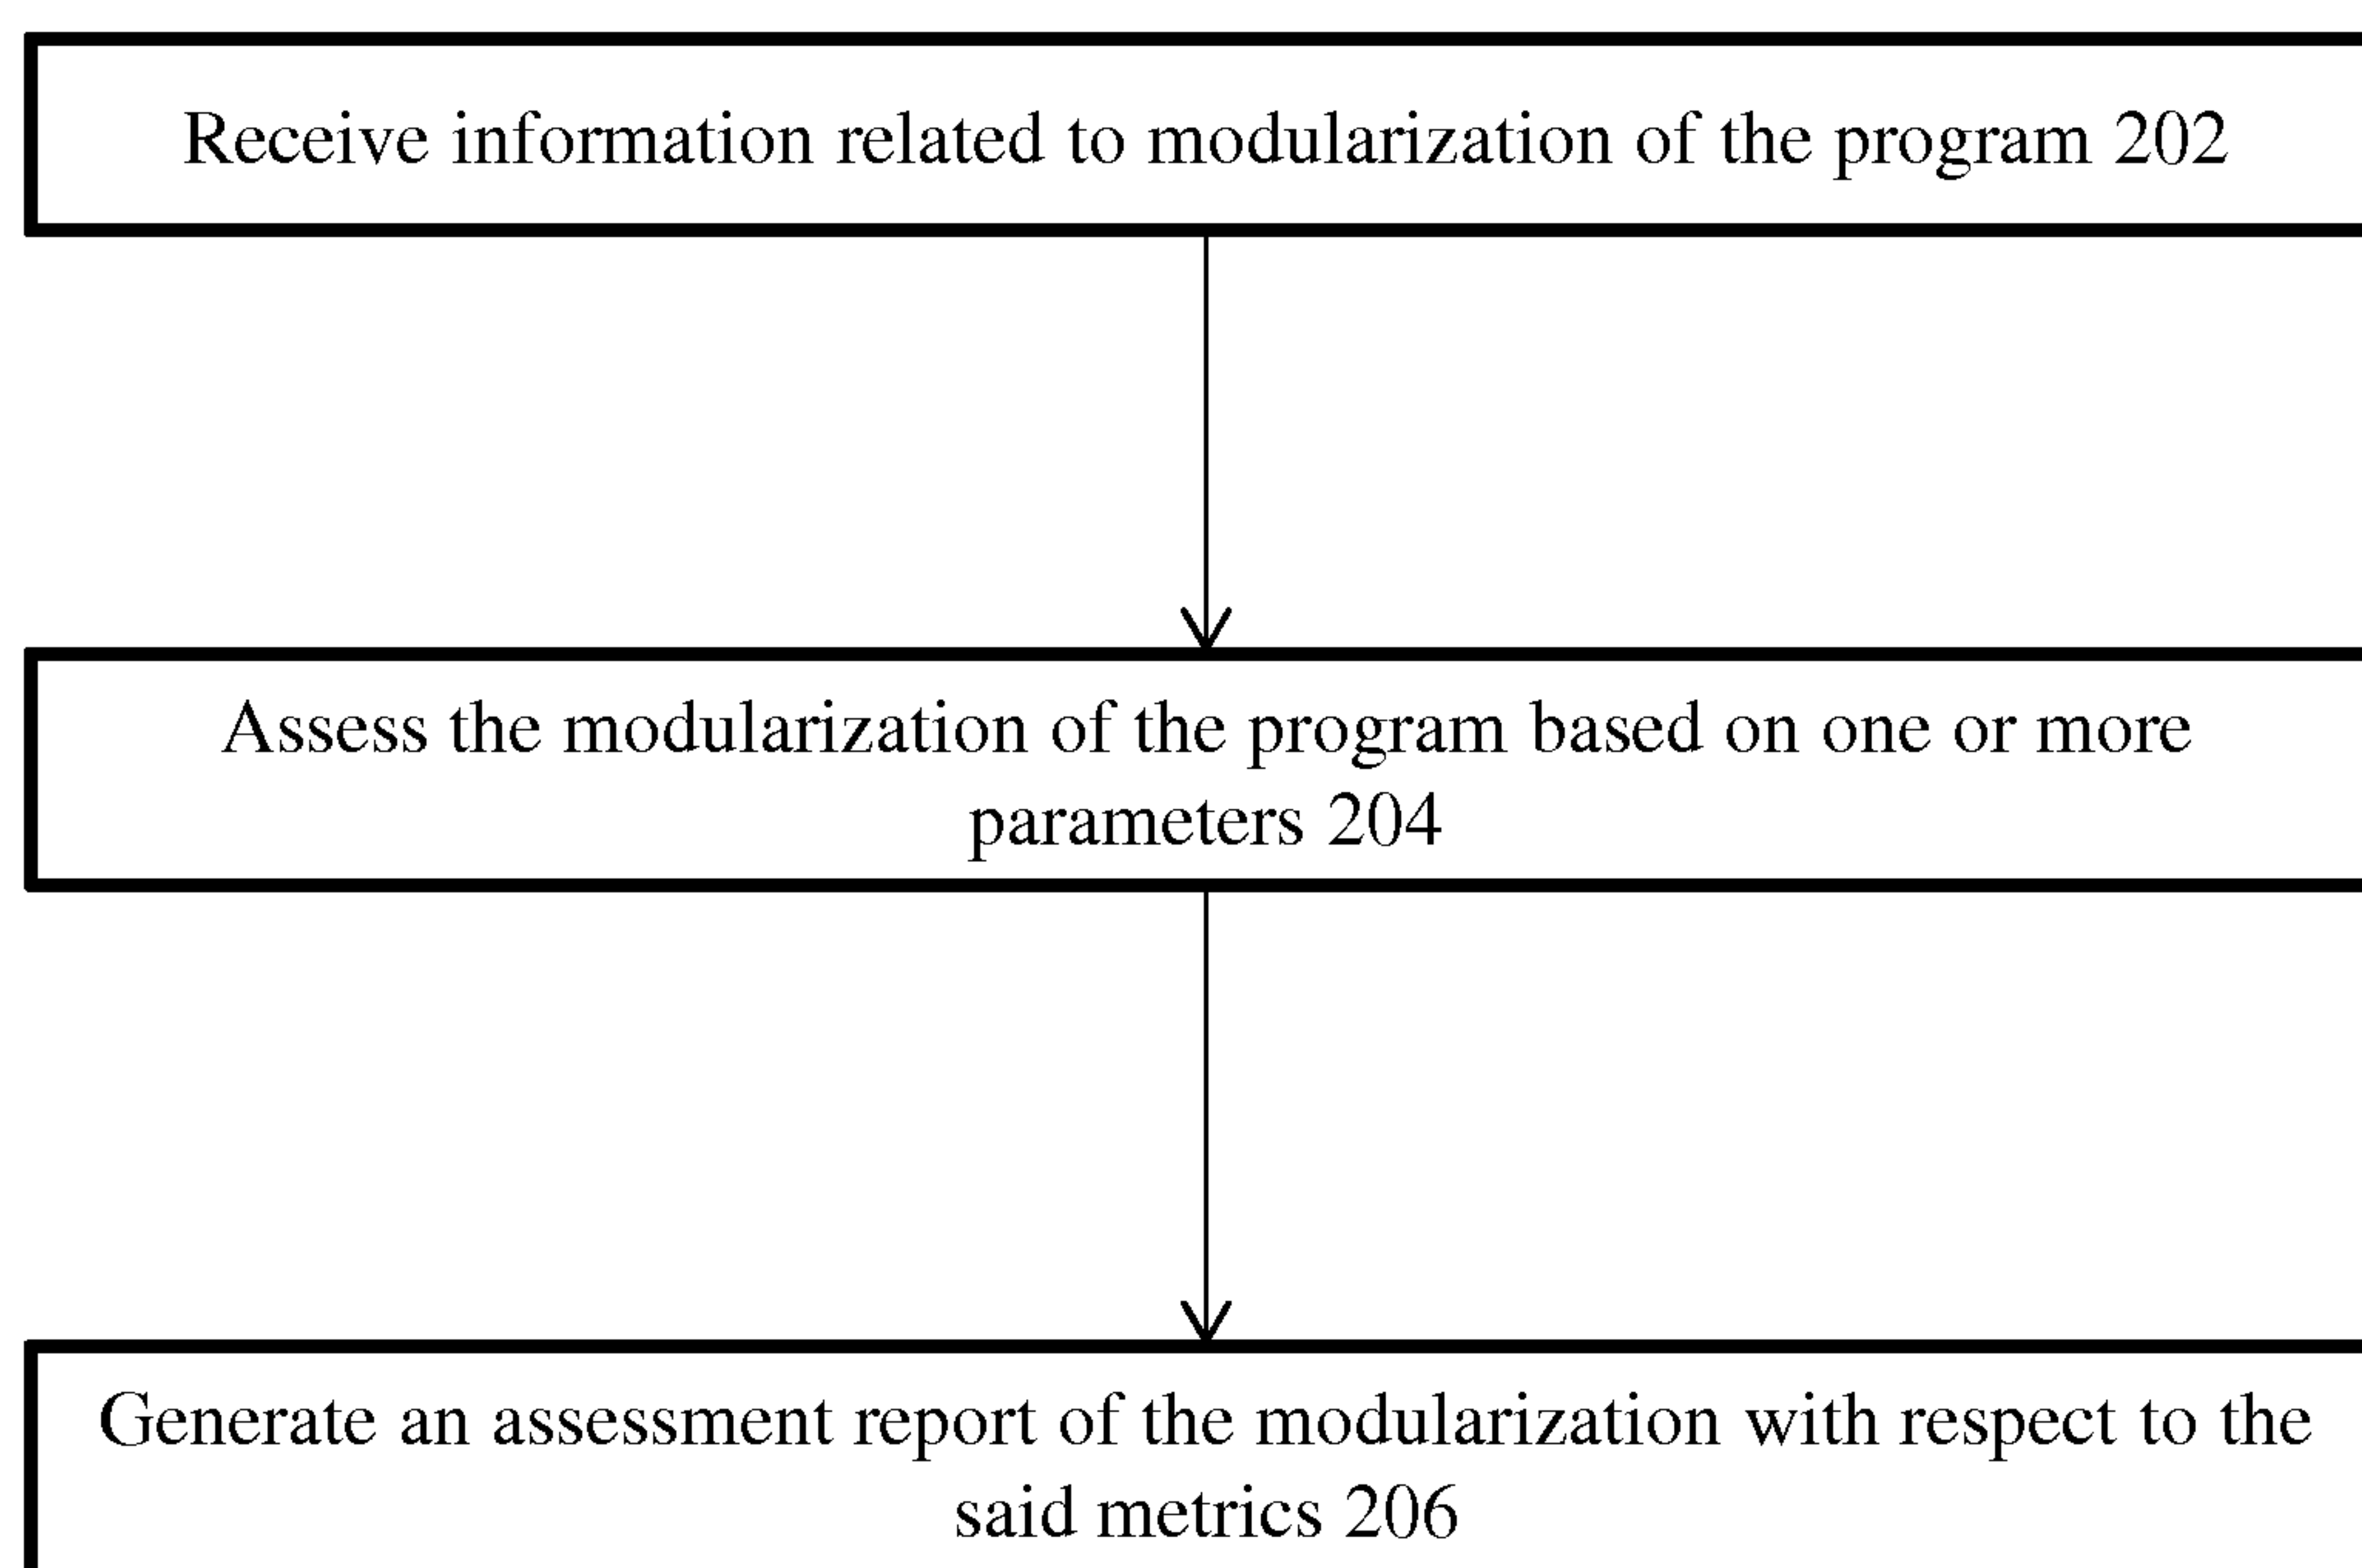 Receive information related to modularization of the program 202
Assess the modularization of the program based on one or more
parameters 204
Generate an assessment report of the modularization with respect to the
said metrics 206